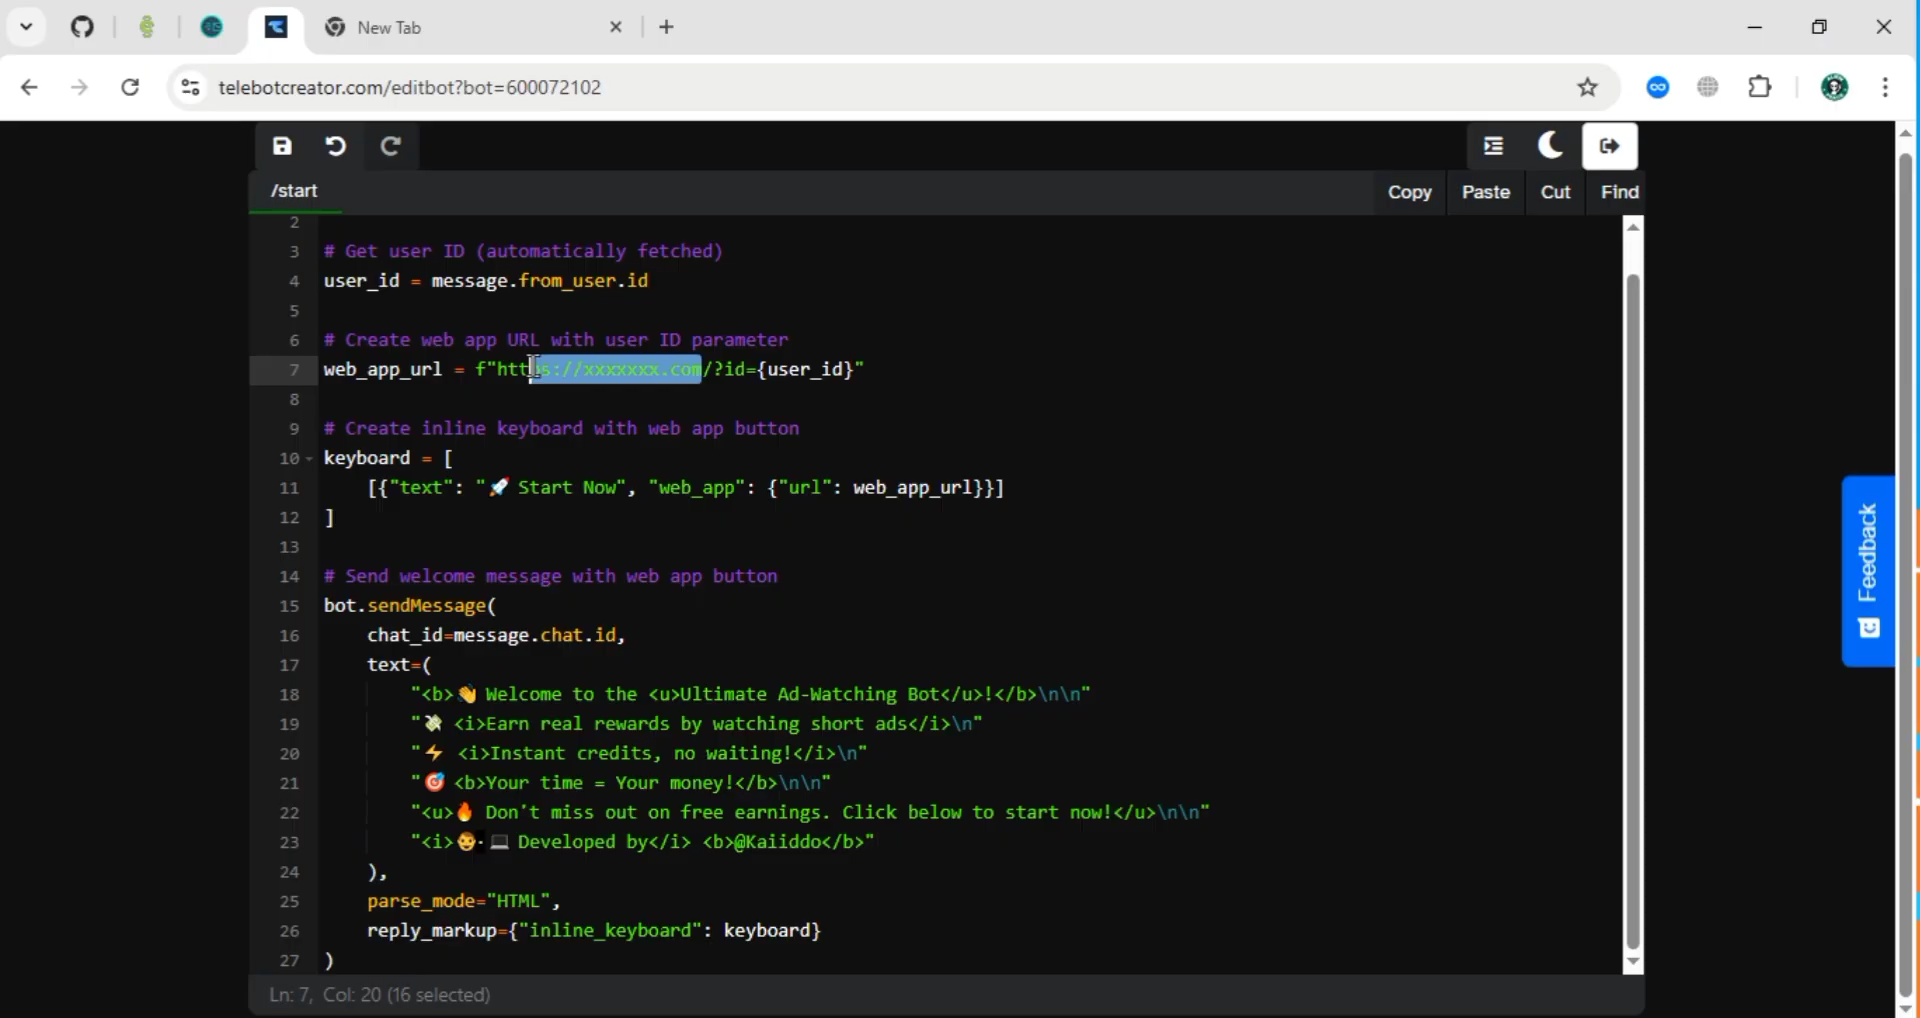 New Tab
telebotcreator.com/editbot?bot=600072102
/start
Copy Paste Cut Find
2
3 # Get user ID (automatically fetched)
4 user_id = message.from_user.id
5
6 # Create web app URL with user ID parameter
7 web_app_url = f"https://xxxxxxx.com/?id={user_id}"
8
9 # Create inline keyboard with web app button
10 keyboard = [
11 [{"text": "🚀 Start Now", "web_app": {"url": web_app_url}}]
12 ]
13
14 # Send welcome message with web app button
15 bot.sendMessage(
16 chat_id=message.chat.id,
17 text=(
18 "<b>👋 Welcome to the <u>Ultimate Ad-Watching Bot</u>!</b>\n\n"
19 "💸 <i>Earn real rewards by watching short ads</i>\n"
20 "⚡ <i>Instant credits, no waiting!</i>\n"
21 "🎯 <b>Your time = Your money!</b>\n\n"
22 "<u>🔥 Don't miss out on free earnings. Click below to start now!</u>\n\n"
23 "<i>👨‍💻 Developed by</i> <b>@Kaiiddo</b>"
24 ),
25 parse_mode="HTML",
26 reply_markup={"inline_keyboard": keyboard}
27 )
Feedback
Ln: 7, Col: 20 (16 selected)